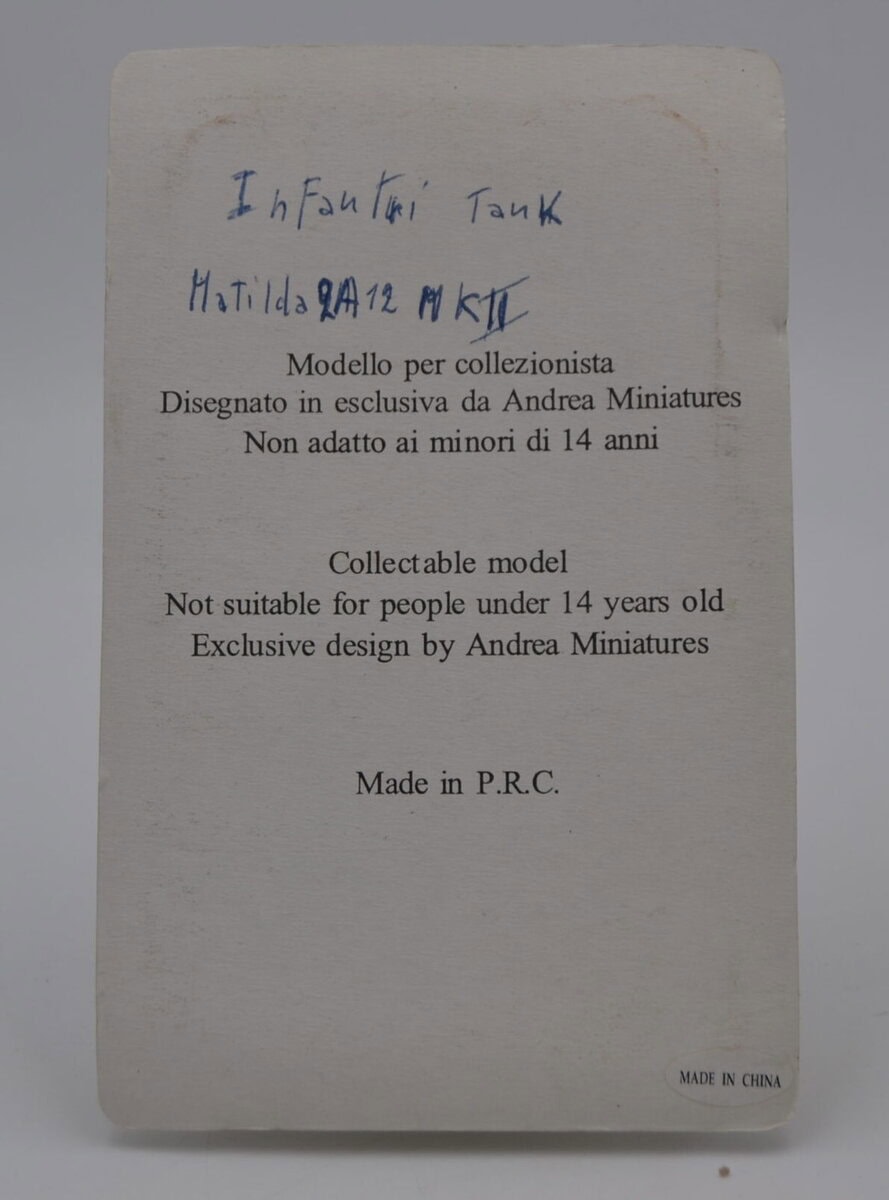 Infantri Tank
Matilda 2A12 MKII
Modello per collezionista
Disegnato in esclusiva da Andrea Miniatures
Non adatto ai minori di 14 anni
Collectable model
Not suitable for people under 14 years old
Exclusive design by Andrea Miniatures
Made in P.R.C.
MADE IN CHINA